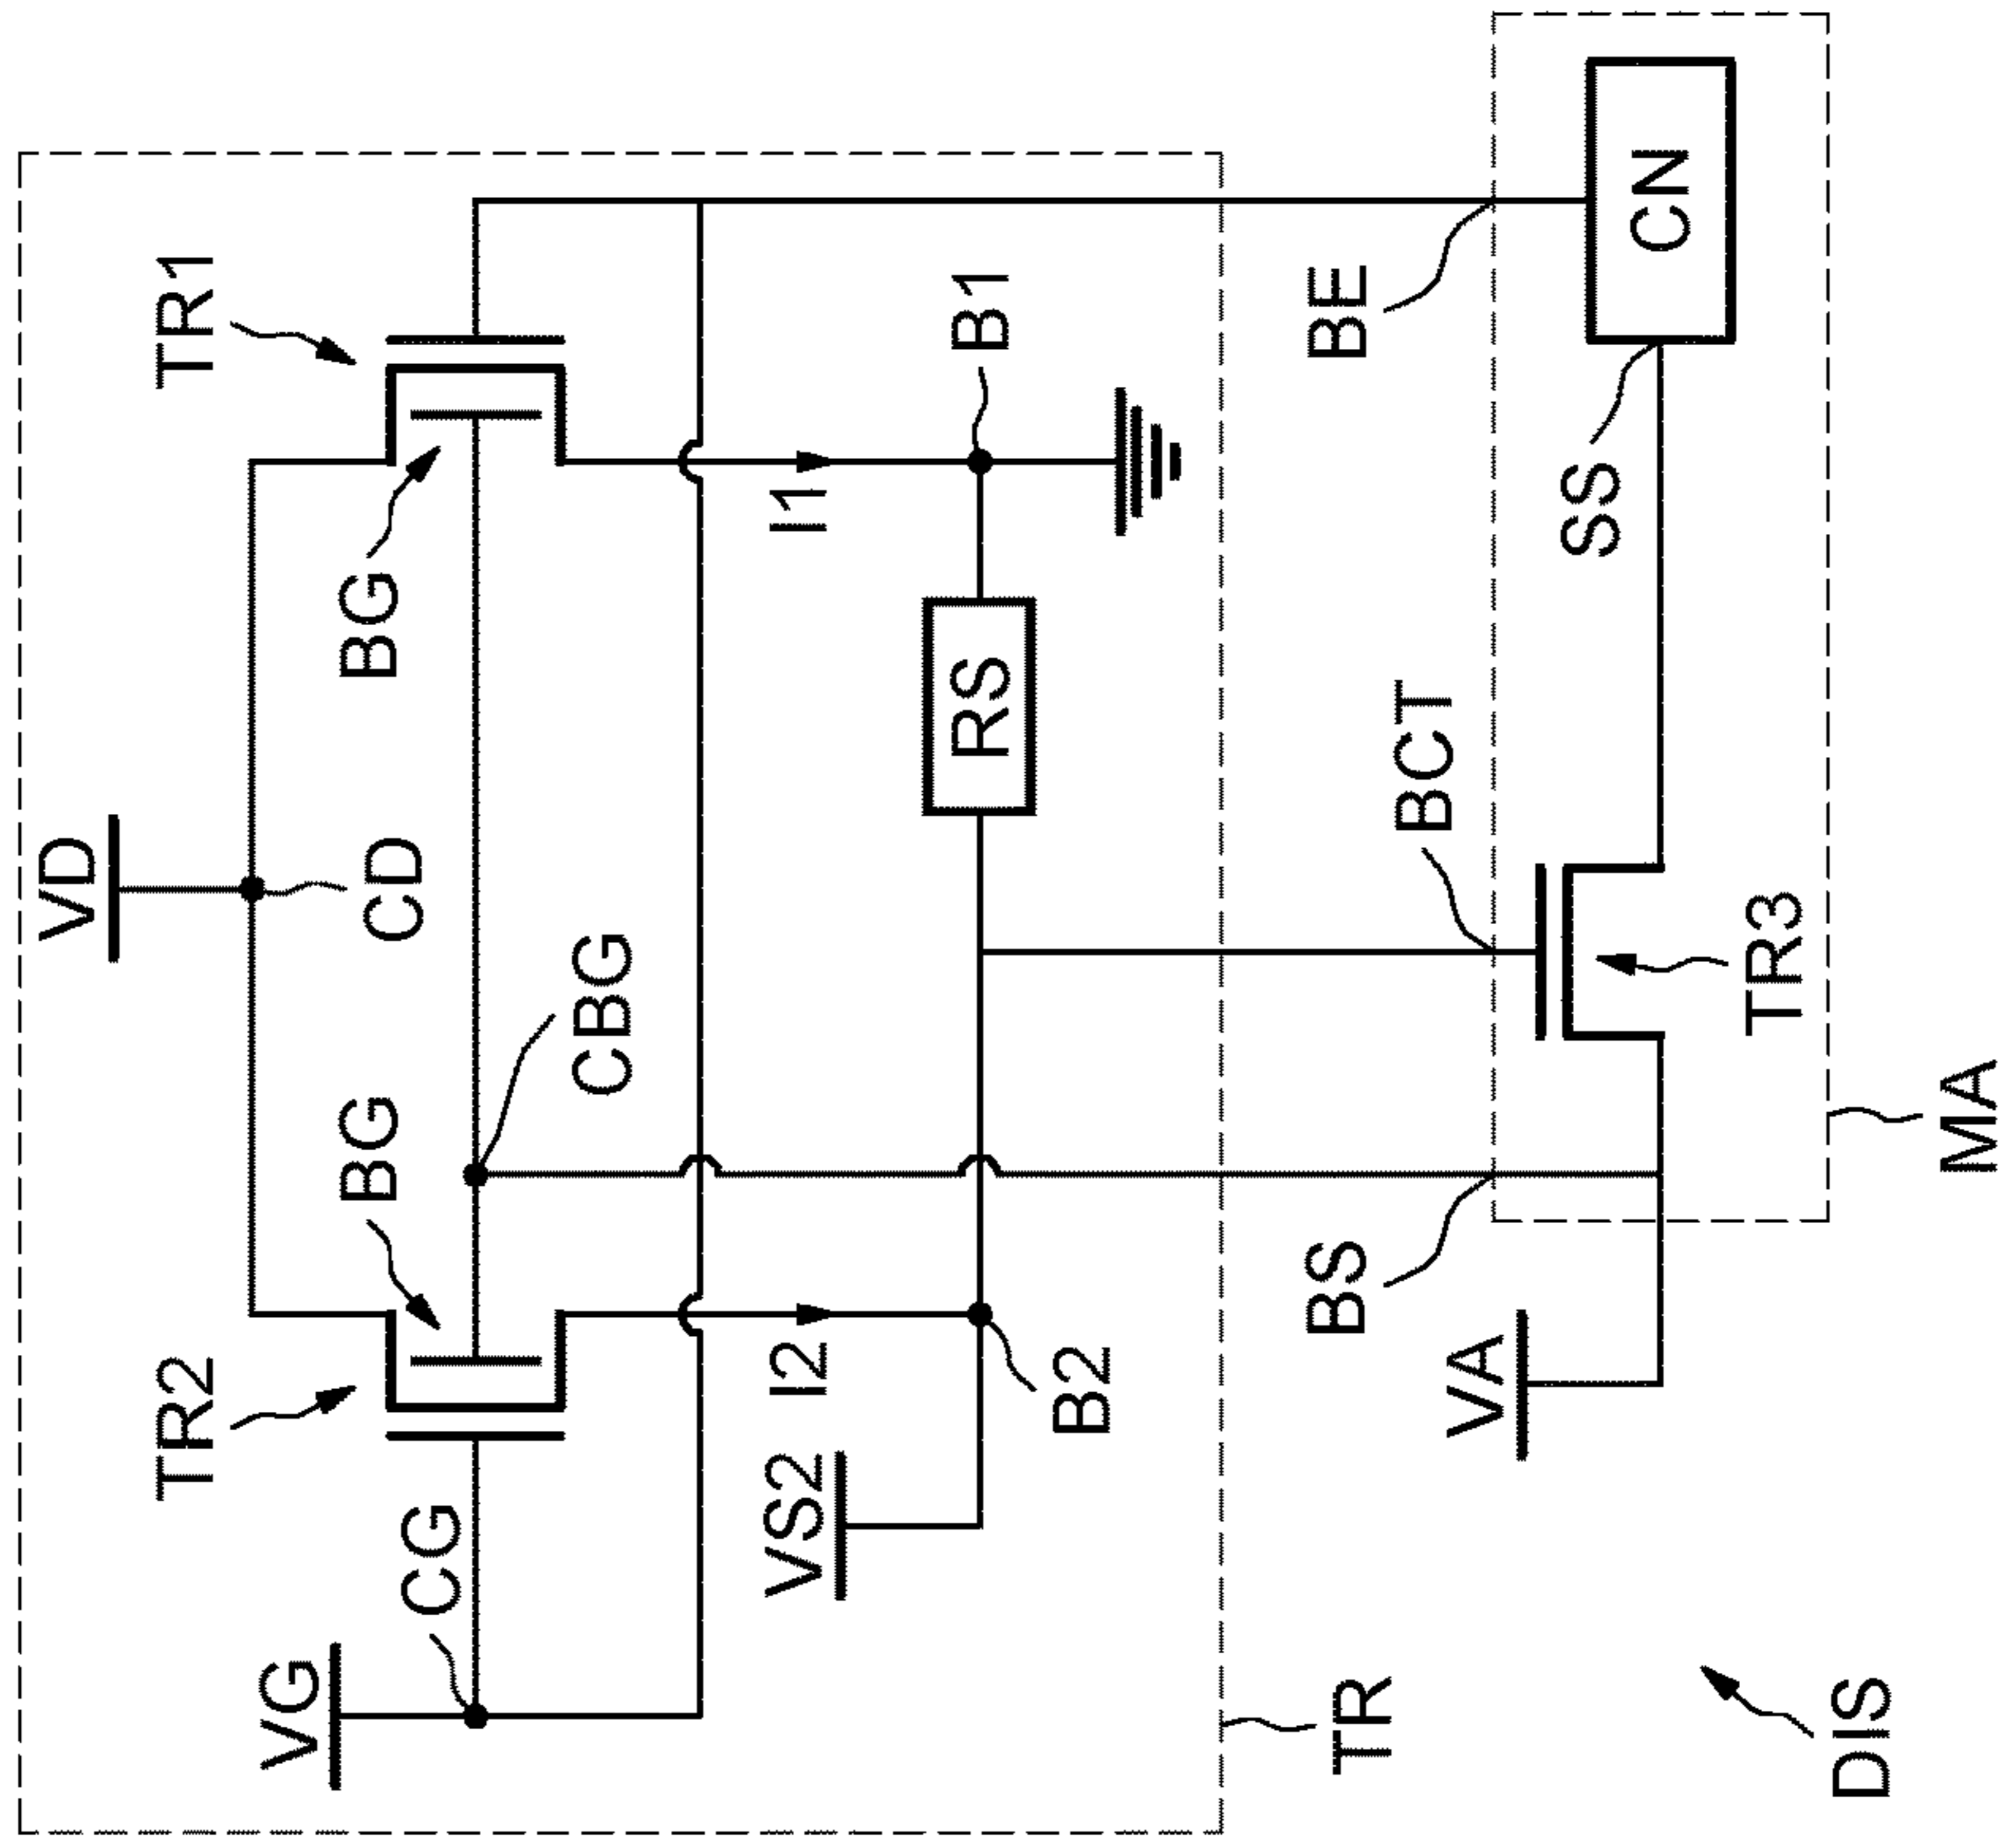 VD
TR2
TR1
BG
CD
BG
VG
CG
CBG
I2
I1
VS2
B2
RS
B1
TR
BS
BCT
BE
VA
SS
CN
TR3
DIS
MA